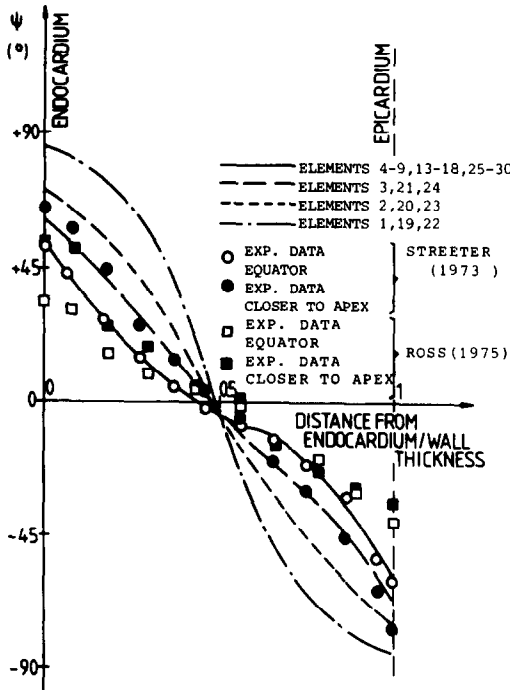 ψ
(°)
ENDOCARDIUM
EPICARDIUM
+90
ELEMENTS 4-9,13-18,25-30
ELEMENTS 3,21,24
ELEMENTS 2,20,23
ELEMENTS 1,19,22
EXP. DATA
EQUATOR
EXP. DATA
CLOSER TO APEX
STREETER
(1973 )
EXP. DATA
EQUATOR
EXP. DATA
CLOSER TO APEX
ROSS(1975)
+45
0
0
05
1
DISTANCE FROM
ENDOCARDIUM/WALL
THICKNESS
-45
-90